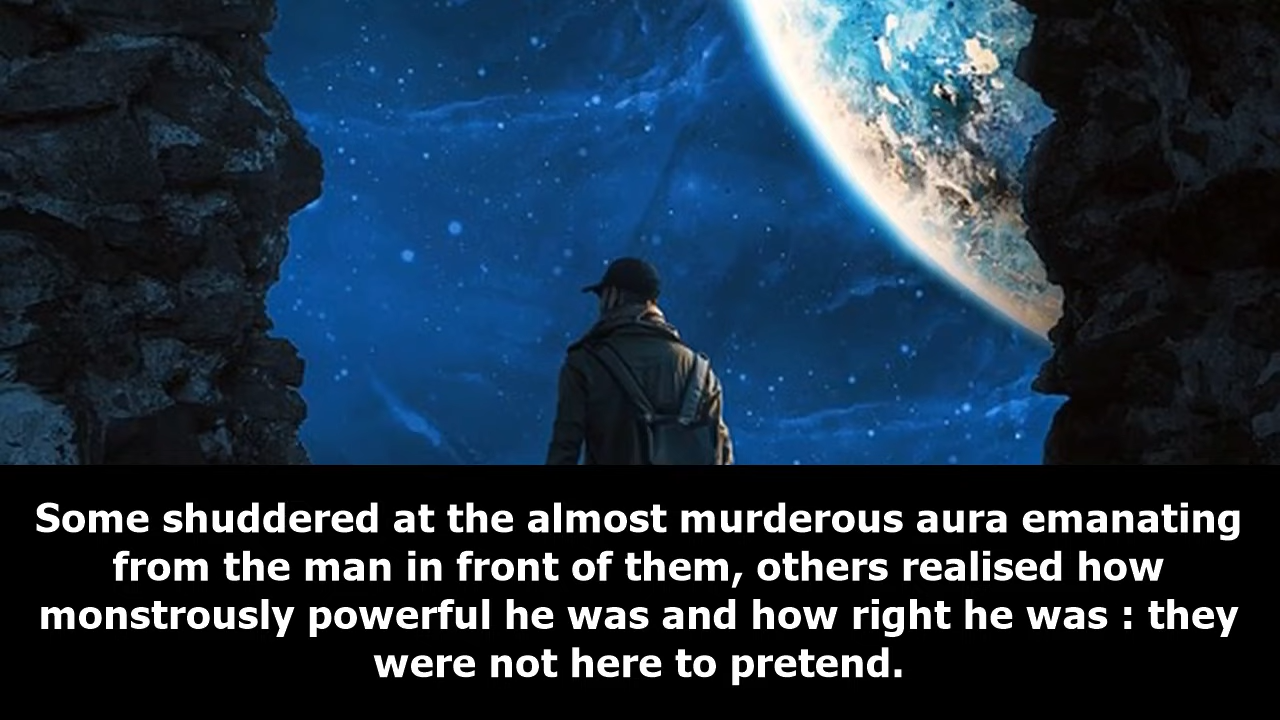 Some shuddered at the almost murderous aura emanating
from the man in front of them, others realised how
monstrously powerful he was and how right he was : they
were not here to pretend.